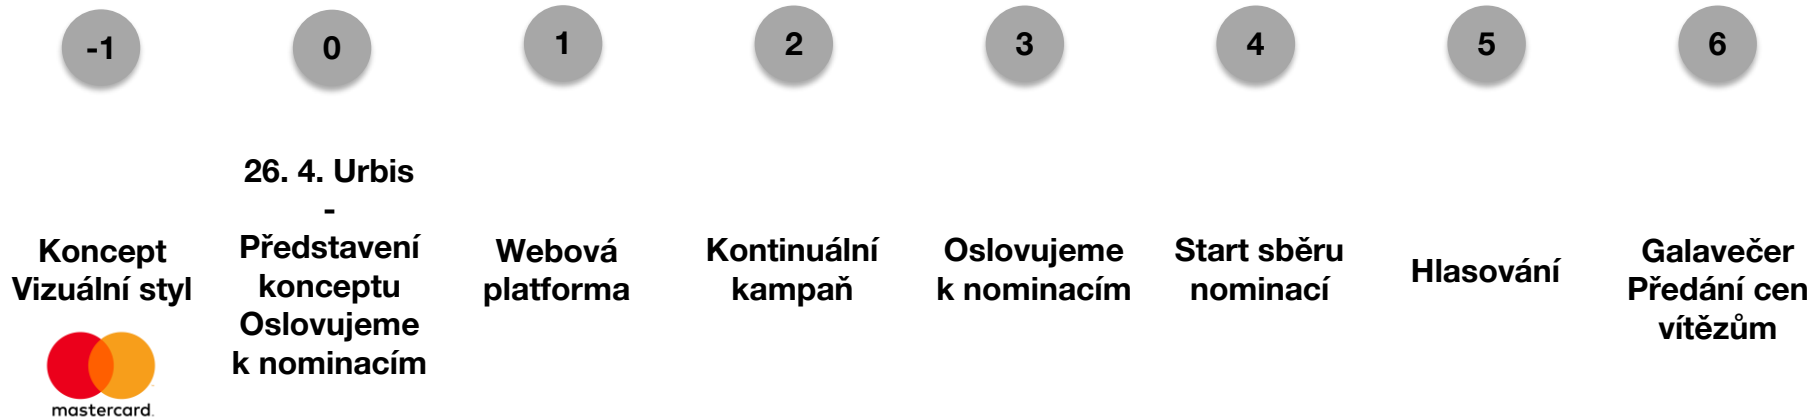 -1
0
1
2
3
4
5
6
Koncept
Vizuální styl
mastercard.
26. 4. Urbis
-
Představení
konceptu
Oslovujeme
k nominacím
Webová
platforma
Kontinuální
kampaň
Oslovujeme
k nominacím
Start sběru
nominací
Hlasování
Galavečer
Předání cen
vítězům